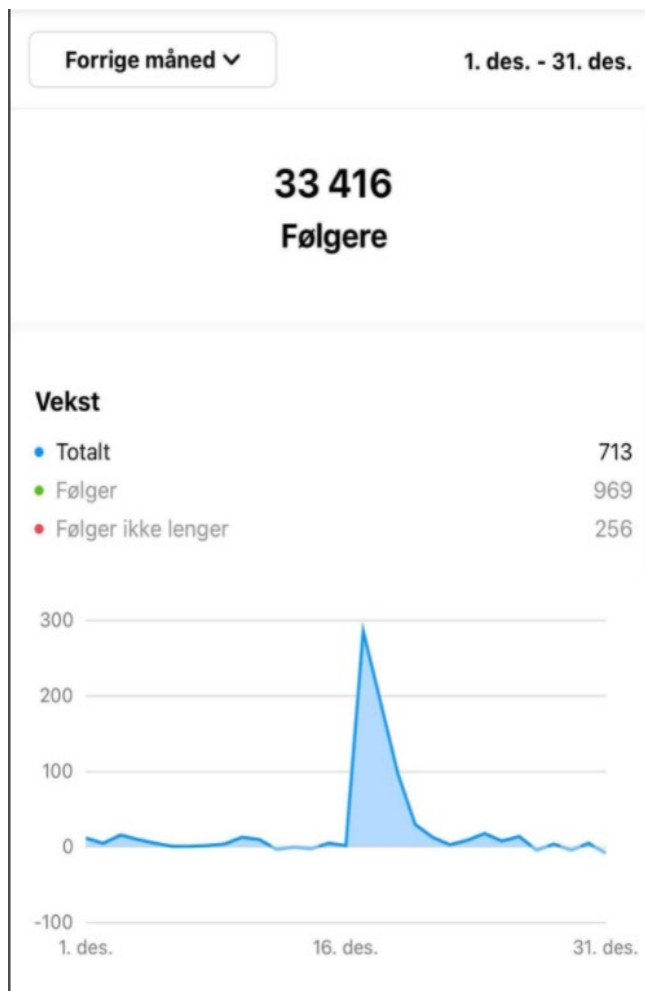 Forrige måned 1. des. - 31. des.
33 416
Følgere
Vekst
Totalt 713
Følger 969
Følger ikke lenger 256
300
200
100
0
-100
1. des. 16. des. 31. des.